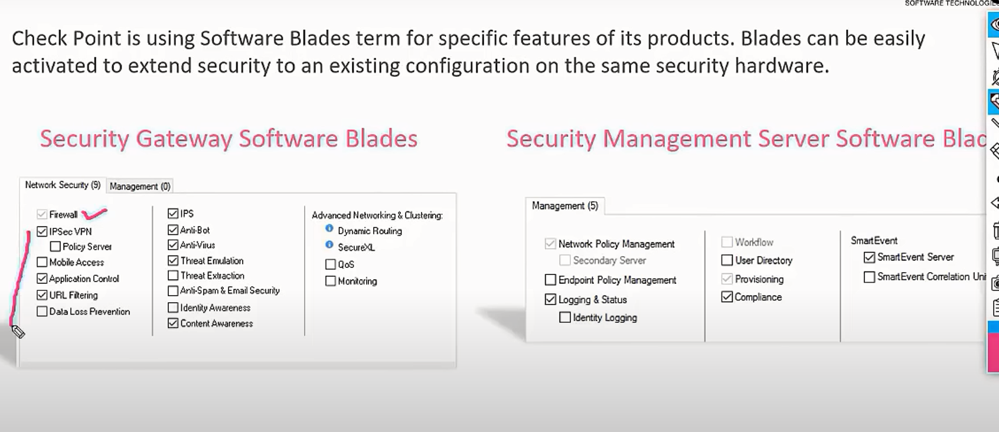 SOFTWARE TECHNOLOGIES
Check Point is using Software Blades term for specific features of its products. Blades can be easily
activated to extend security to an existing configuration on the same security hardware.
Security Gateway Software Blades
Network Security (9)
Management (0)
Firewall
IPSec VPN
Policy Server
Mobile Access
Application Control
URL Filtering
Data Loss Prevention
IPS
Anti-Bot
Anti-Virus
Threat Emulation
Threat Extraction
Anti-Spam & Email Security
Identity Awareness
Content Awareness
Advanced Networking & Clustering:
Dynamic Routing
SecureXL
QoS
Monitoring
Security Management Server Software Blad
Management (5)
Network Policy Management
Secondary Server
Endpoint Policy Management
Logging & Status
Identity Logging
Workflow
User Directory
Provisioning
Compliance
SmartEvent
SmartEvent Server
SmartEvent Correlation Uni